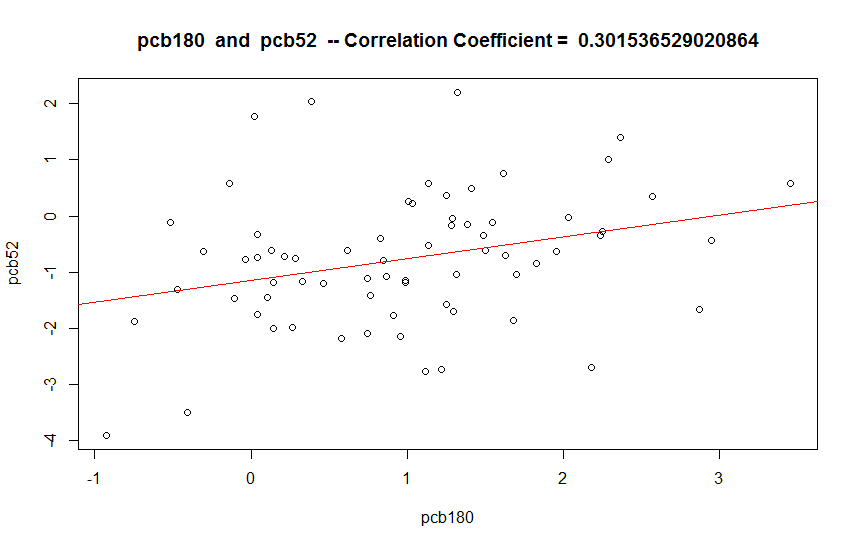 pcb180 and pcb52 -- Correlation Coefficient = 0.301536529020864
2
1
0
-1
-2
-3
-4
pcb52
-1 0 1 2 3
pcb180